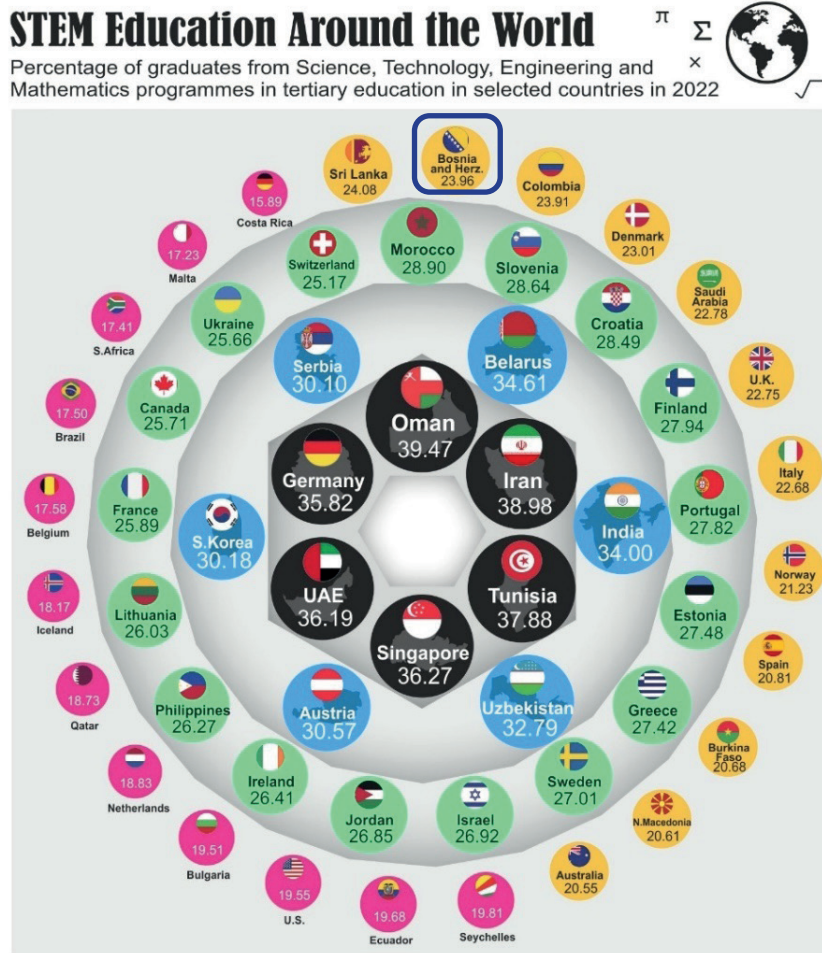 STEM Education Around the World
π Σ × √
Percentage of graduates from Science, Technology, Engineering and
Mathematics programmes in tertiary education in selected countries in 2022
Oman
39.47
Iran
38.98
Tunisia
37.88
Singapore
36.27
UAE
36.19
Germany
35.82
Belarus
34.61
India
34.00
Uzbekistan
32.79
Austria
30.57
S.Korea
30.18
Serbia
30.10
Morocco
28.90
Slovenia
28.64
Croatia
28.49
Finland
27.94
Portugal
27.82
Estonia
27.48
Greece
27.42
Sweden
27.01
Israel
26.92
Jordan
26.85
Ireland
26.41
Philippines
26.27
Lithuania
26.03
France
25.89
Canada
25.71
Ukraine
25.66
Switzerland
25.17
Sri Lanka
24.08
Bosnia
and Herz.
23.96
Colombia
23.91
Denmark
23.01
Saudi
Arabia
22.78
U.K.
22.75
Italy
22.68
Norway
21.23
Spain
20.81
Burkina
Faso
20.68
N.Macedonia
20.61
Australia
20.55
19.81
Seychelles
19.68
Ecuador
19.55
U.S.
19.51
Bulgaria
18.83
Netherlands
18.73
Qatar
18.17
Iceland
17.58
Belgium
17.50
Brazil
17.41
S.Africa
17.23
Malta
15.89
Costa Rica